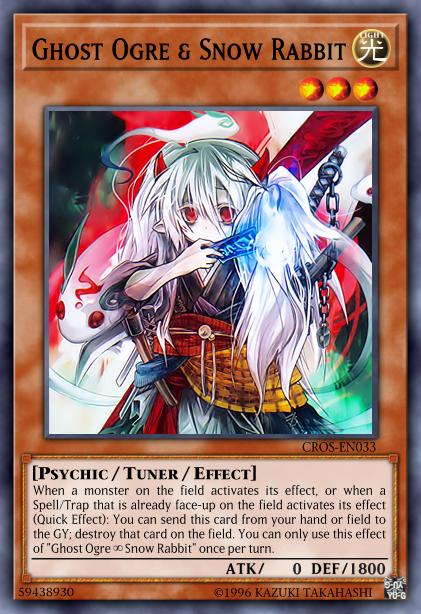 GHOST OGRE & SNOW RABBIT
LIGHT
光
CROS-EN033
[PSYCHIC / TUNER / EFFECT]
When a monster on the field activates its effect, or when a
Spell/Trap that is already face-up on the field activates its effect
(Quick Effect): You can send this card from your hand or field to
the GY; destroy that card on the field. You can only use this effect
of "Ghost Ogre ∞ Snow Rabbit" once per turn.
ATK/ 0 DEF/1800
59438930
©1996 KAZUKI TAKAHASHI